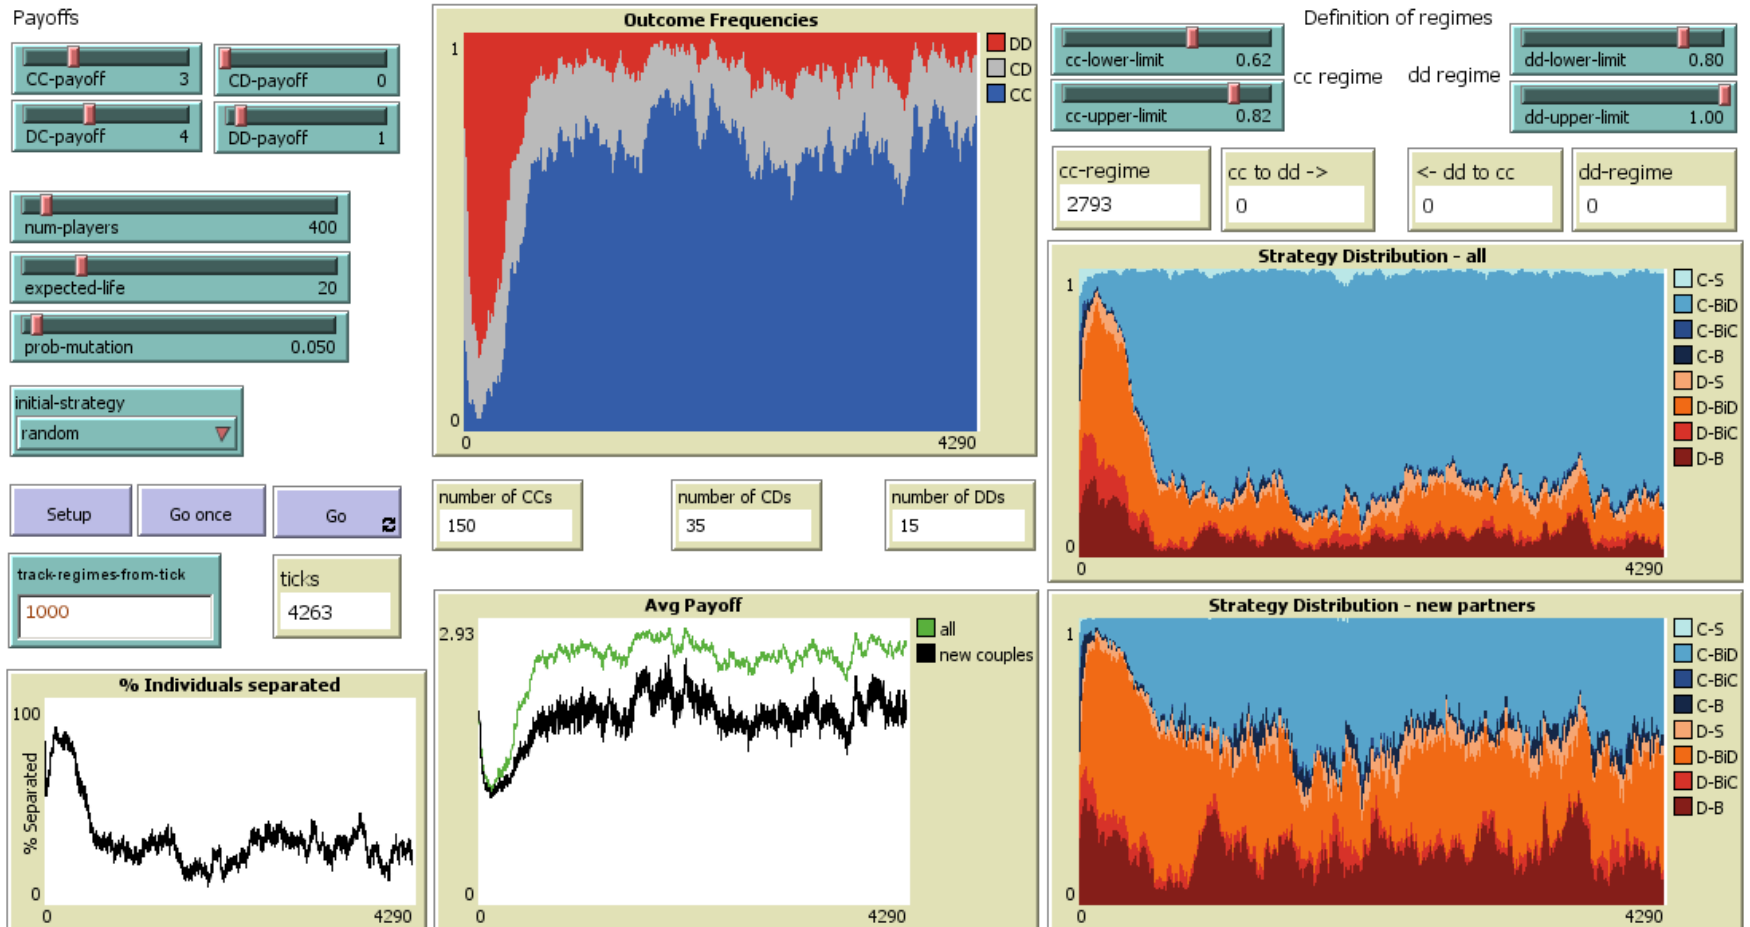 Payoffs
CC-payoff 3
CD-payoff 0
DC-payoff 4
DD-payoff 1
num-players 400
expected-life 20
prob-mutation 0.050
initial-strategy
random
Setup
Go once
Go
track-regimes-from-tick
1000
ticks
4263
% Individuals separated
100
% Separated
0
0 4290
Outcome Frequencies
1
0
0 4290
DD
CD
CC
number of CCs
150
number of CDs
35
number of DDs
15
Avg Payoff
2.93
0
0 4290
all
new couples
Definition of regimes
cc-lower-limit 0.62
cc-upper-limit 0.82
cc regime
dd regime
dd-lower-limit 0.80
dd-upper-limit 1.00
cc-regime
2793
cc to dd ->
0
<- dd to cc
0
dd-regime
0
Strategy Distribution - all
1
0
0 4290
C-S
C-BiD
C-BiC
C-B
D-S
D-BiD
D-BiC
D-B
Strategy Distribution - new partners
1
0
0 4290
C-S
C-BiD
C-BiC
C-B
D-S
D-BiD
D-BiC
D-B